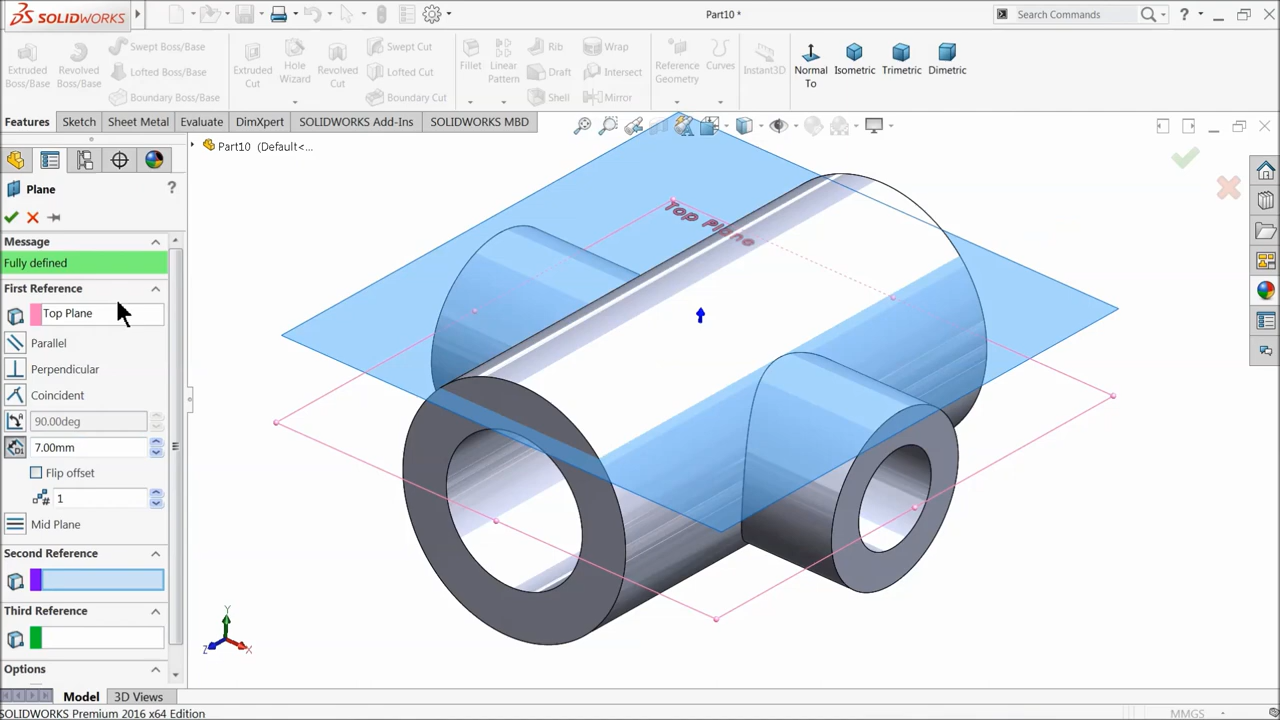 SOLIDWORKS
Part10 *
Search Commands
?
Extruded Boss/Base
Revolved Boss/Base
Swept Boss/Base
Lofted Boss/Base
Boundary Boss/Base
Extruded Cut
Hole Wizard
Revolved Cut
Swept Cut
Lofted Cut
Boundary Cut
Fillet
Linear Pattern
Rib
Draft
Shell
Wrap
Intersect
Mirror
Reference Geometry
Curves
Instant3D
Normal To
Isometric
Trimetric
Dimetric
Features
Sketch
Sheet Metal
Evaluate
DimXpert
SOLIDWORKS Add-Ins
SOLIDWORKS MBD
Part10 (Default<...
Plane
?
Message
Fully defined
First Reference
Top Plane
Parallel
Perpendicular
Coincident
90.00deg
7.00mm
Flip offset
1
Mid Plane
Second Reference
Third Reference
Options
Top Plane
Y
Z
X
Model
3D Views
SOLIDWORKS Premium 2016 x64 Edition
MMGS